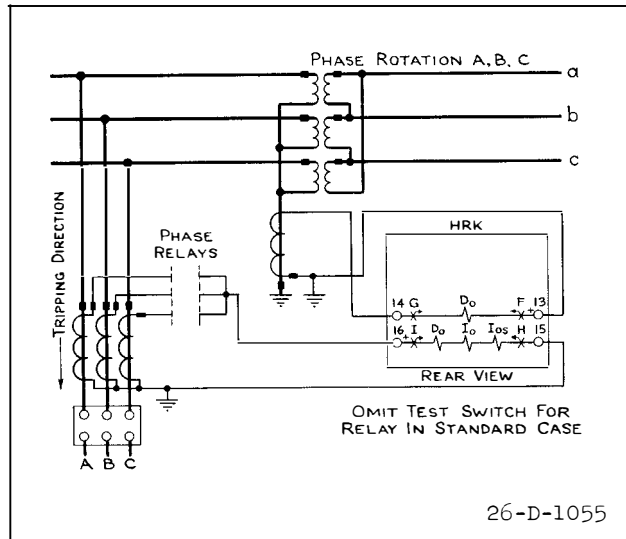 PHASE ROTATION A, B, C
a
b
c
TRIPPING DIRECTION
PHASE
RELAYS
HRK
14 G Do F 13
16 + I Do Io Ios H + 15
REAR VIEW
OMIT TEST SWITCH FOR
RELAY IN STANDARD CASE
A B C
26-D-1055